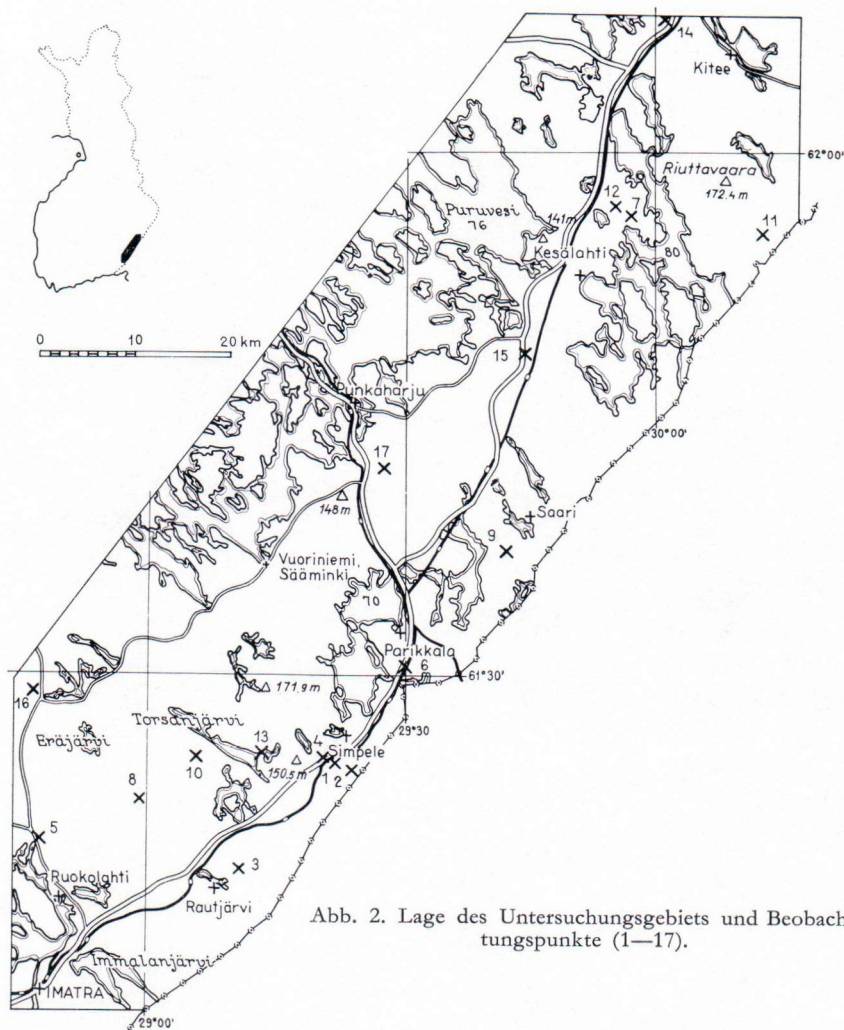 14
Kitee
62°00'
Riuttavaara
172.4 m
12
7
11
Puruvesi
76
141m
Kesälahti
80
0 10 20 km
15
Punkaharju
30°00'
17
148 m
Saari
9
Vuoriniemi,
Sääminki
70
Parikkala
6
61°30'
171.9 m
29°30
16
Torsanjärvi
Eräjärvi
13
4
Simpele
10
150.5 m
1
2
8
5
3
Ruokolahti
Rautjärvi
Immalanjärvi
IMATRA
29°00'
Abb. 2. Lage des Untersuchungsgebiets und Beobach-
tungspunkte (1—17).